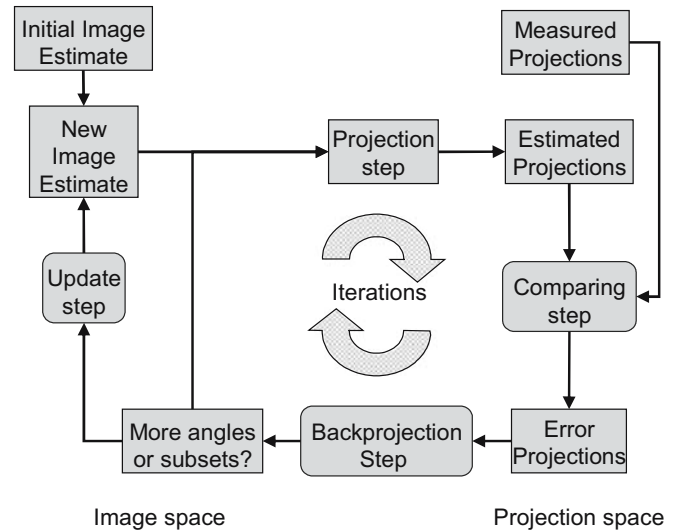 Initial Image
Estimate
Measured
Projections
New
Image
Estimate
Projection
step
Estimated
Projections
Update
step
Iterations
Comparing
step
More angles
or subsets?
Backprojection
Step
Error
Projections
Image space
Projection space